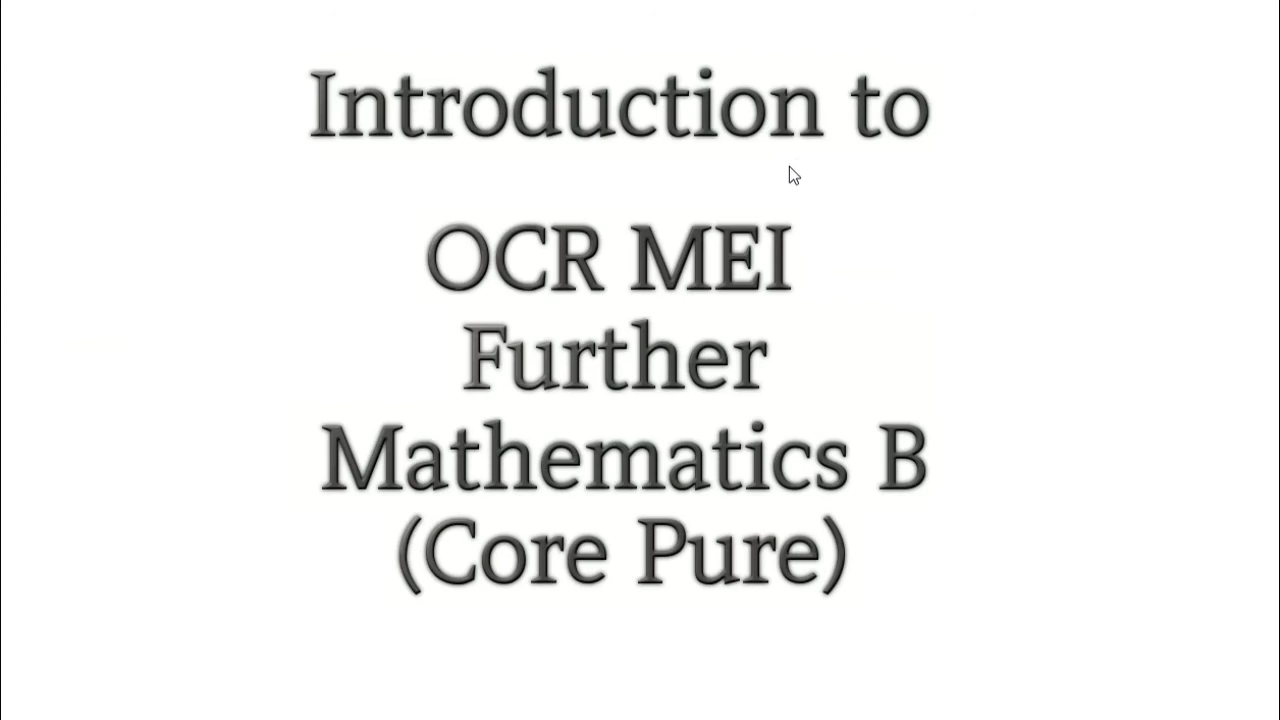 Introduction to
OCR MEI
Further
Mathematics B
(Core Pure)